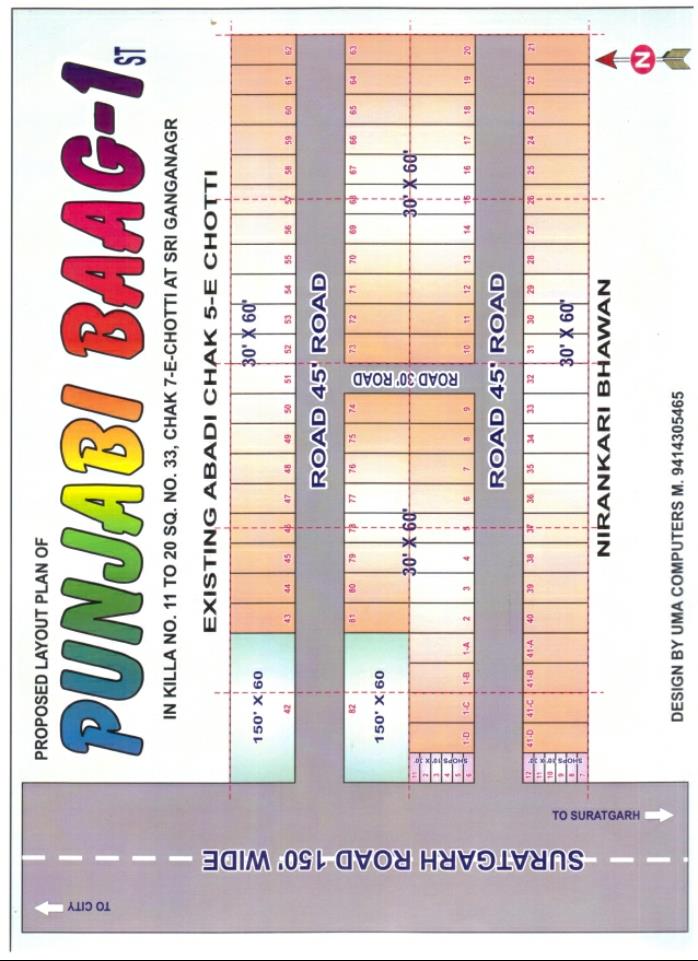 PROPOSED LAYOUT PLAN OF
PUNJABI BAAG-1ST
IN KILLA NO. 11 TO 20 SQ. NO. 33, CHAK 7-E-CHOTTI AT SRI GANGANAGR
EXISTING ABADI CHAK 5-E CHOTTI
150' X 60
30' X 60'
42 43 44 45 46 47 48 49 50 51 52 53 54 55 56 57 58 59 60 61 62
ROAD 45' ROAD
82 81 80 79 78 77 76 75 74 73 72 71 70 69 68 67 66 65 64 63
150' X 60
ROAD 30' ROAD
30' X 60'
30' X 60'
1-D 1-C 1-B 1-A 2 3 4 5 6 7 8 9 10 11 12 13 14 15 16 17 18 19 20
2 3 4 5 6
SHOPS 10' X 30'
ROAD 45' ROAD
41-D 41-C 41-B 41-A 40 39 38 37 36 35 34 33 32 31 30 29 28 27 26 25 24 23 22 21
12 11 10 9 8 7
SHOPS 10' X 30'
30' X 60'
NIRANKARI BHAWAN
N
TO CITY
SURATGARH ROAD 150' WIDE
TO SURATGARH
DESIGN BY UMA COMPUTERS M. 9414305465